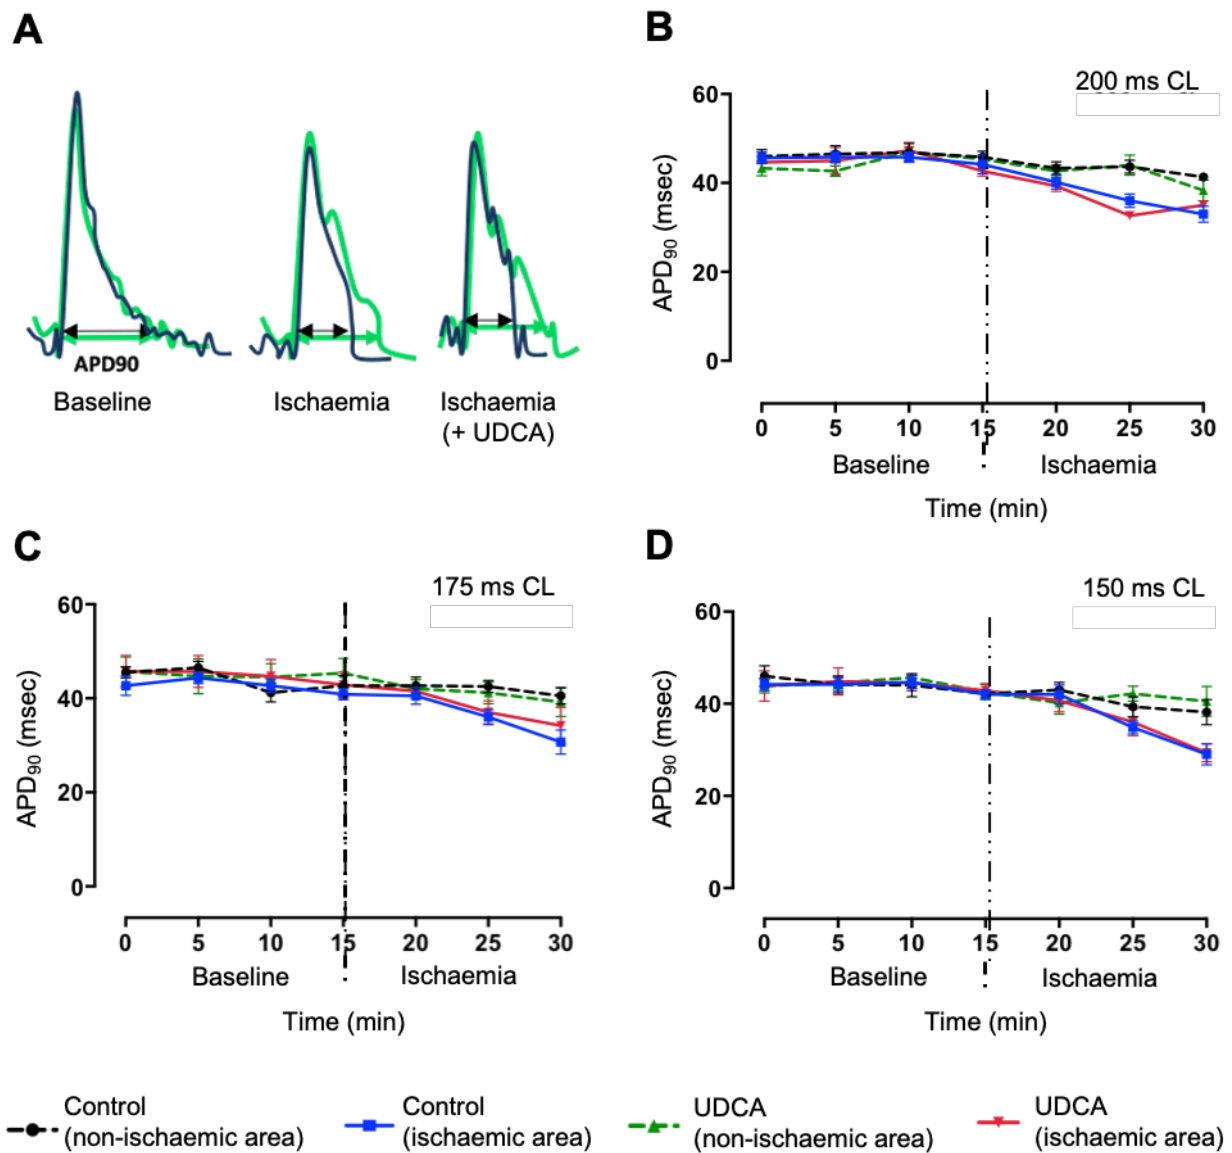 A
APD90
Baseline
Ischaemia
Ischaemia
(+ UDCA)
B
200 ms CL
APD90 (msec)
60
40
20
0
0 5 10 15 20 25 30
Baseline Ischaemia
Time (min)
C
175 ms CL
APD90 (msec)
60
40
20
0
0 5 10 15 20 25 30
Baseline Ischaemia
Time (min)
D
150 ms CL
APD90 (msec)
60
40
20
0
0 5 10 15 20 25 30
Baseline Ischaemia
Time (min)
Control
(non-ischaemic area)
Control
(ischaemic area)
UDCA
(non-ischaemic area)
UDCA
(ischaemic area)